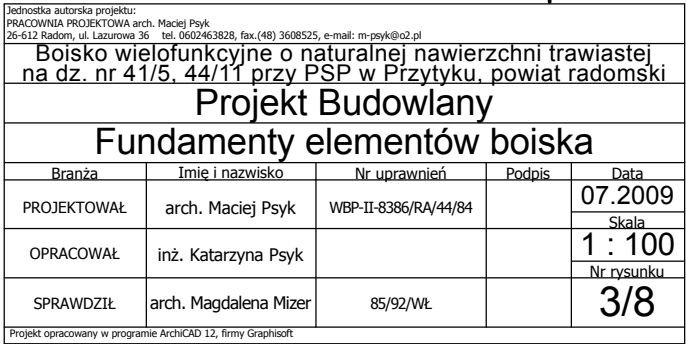 Jednostka autorska projektu:
PRACOWNIA PROJEKTOWA arch. Maciej Psyk
26-612 Radom, ul. Lazurowa 36 tel. 0602463828, fax.(48) 3608525, e-mail: m-psyk@o2.pl
Boisko wielofunkcyjne o naturalnej nawierzchni trawiastej
na dz. nr 41/5, 44/11 przy PSP w Przytyku, powiat radomski
Projekt Budowlany
Fundamenty elementów boiska
Branża Imię i nazwisko Nr uprawnień Podpis Data
PROJEKTOWAŁ arch. Maciej Psyk WBP-II-8386/RA/44/84 07.2009
Skala
OPRACOWAŁ inż. Katarzyna Psyk 1 : 100
Nr rysunku
SPRAWDZIŁ arch. Magdalena Mizer 85/92/WŁ 3/8
Projekt opracowany w programie ArchiCAD 12, firmy Graphisoft